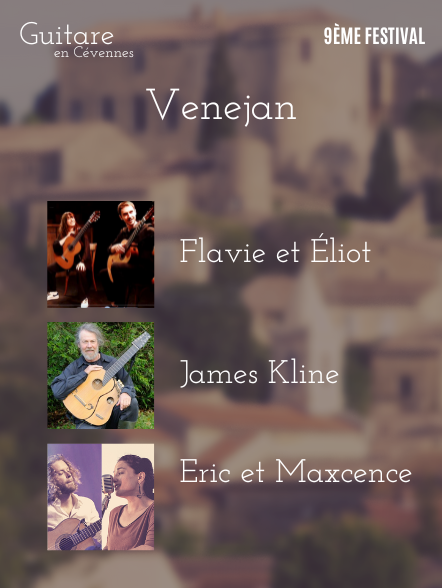 Guitare
en Cévennes
9ÈME FESTIVAL
Venejan
Flavie et Éliot
James Kline
Eric et Maxcence